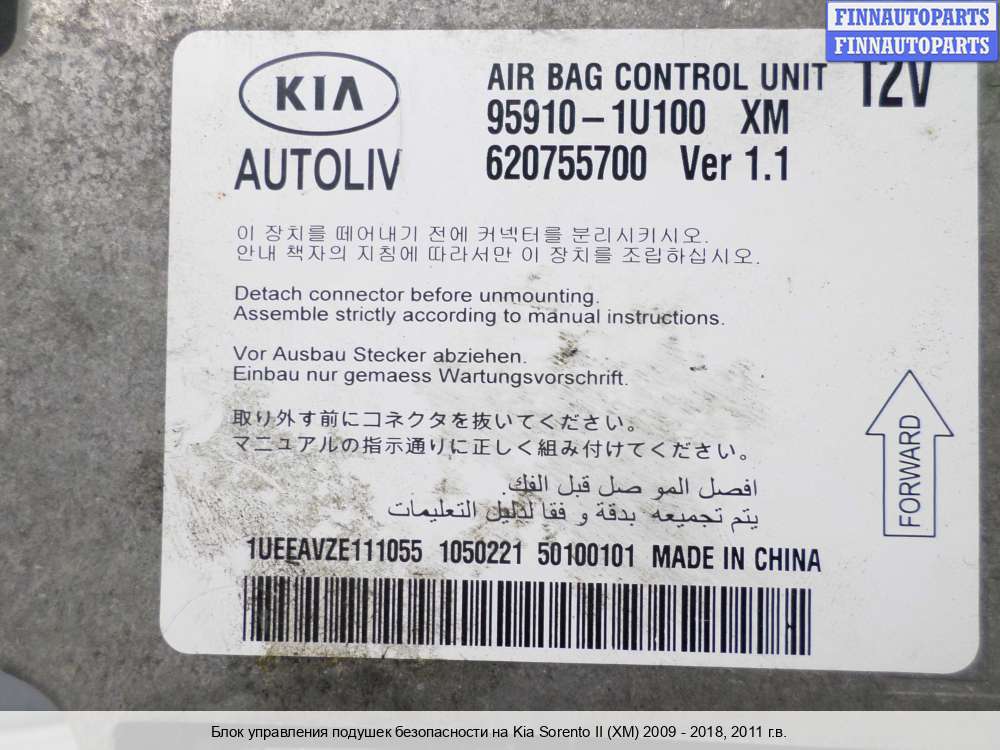 FINNAUTOPARTS
FINNAUTOPARTS
KIA
AUTOLIV
AIR BAG CONTROL UNIT 12V
95910-1U100 XM
620755700 Ver 1.1
이 장치를 떼어내기 전에 커넥터를 분리시키시오.
안내 책자의 지침에 따라서만 이 장치를 조립하십시오.
Detach connector before unmounting.
Assemble strictly according to manual instructions.
Vor Ausbau Stecker abziehen.
Einbau nur gemaess Wartungsvorschrift.
取り外す前にコネクタを抜いてください。
マニュアルの指示通りに正しく組み付けてください。
افصل المو صل قبل الفك.
يتم تجميعه بدقة و فقا لدليل التعليمات
FORWARD
1UEEAVZE111055 1050221 50100101 MADE IN CHINA
Блок управления подушек безопасности на Kia Sorento II (XM) 2009 - 2018, 2011 г.в.